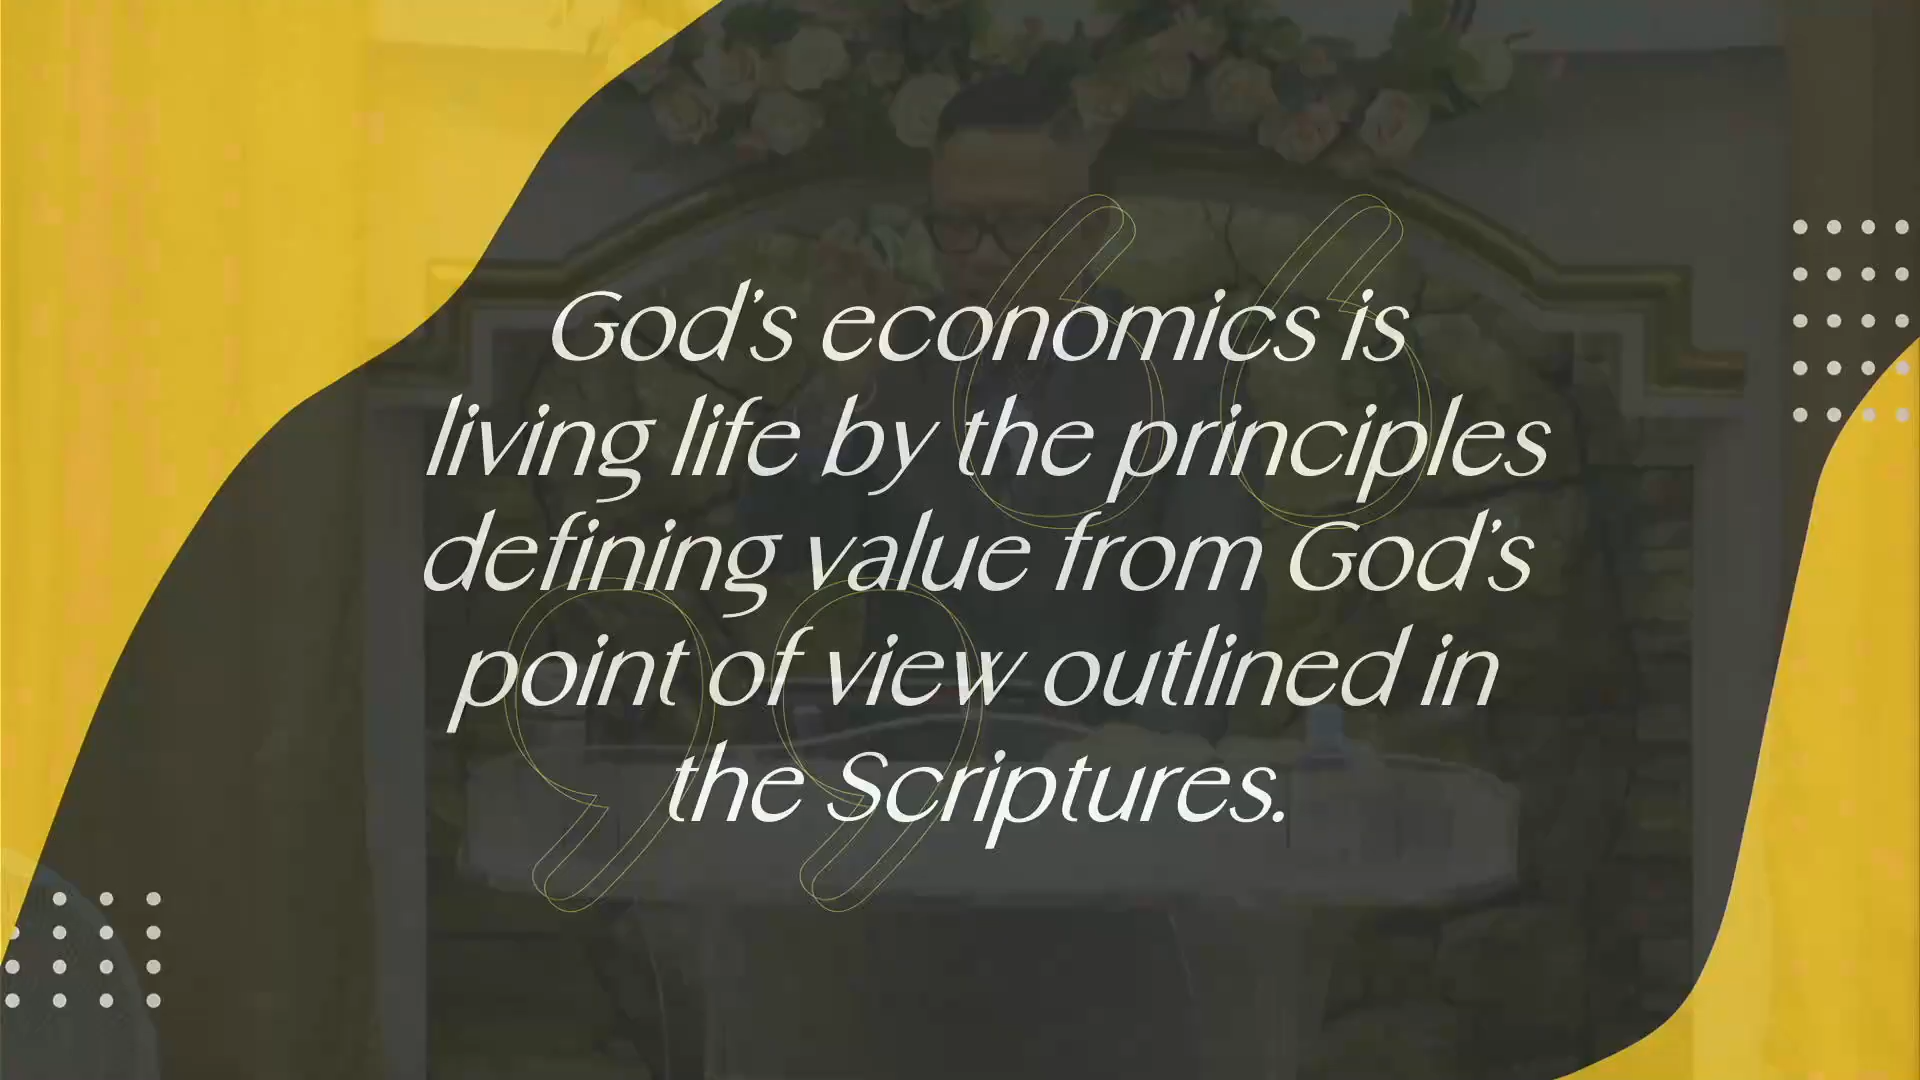 God's economics is
living life by the principles
defining value from God's
point of view outlined in
the Scriptures.